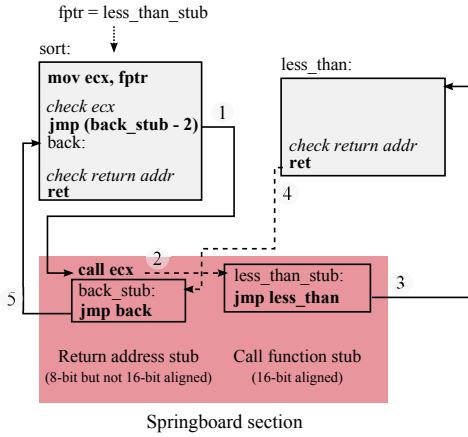 fptr = less_than_stub
sort:
mov ecx, fptr
check ecx
jmp (back_stub - 2)
back:
check return addr
ret
1
less_than:
check return addr
ret
4
call ecx
2
back_stub:
jmp back
less_than_stub:
jmp less_than
3
5
Return address stub
(8-bit but not 16-bit aligned)
Call function stub
(16-bit aligned)
Springboard section